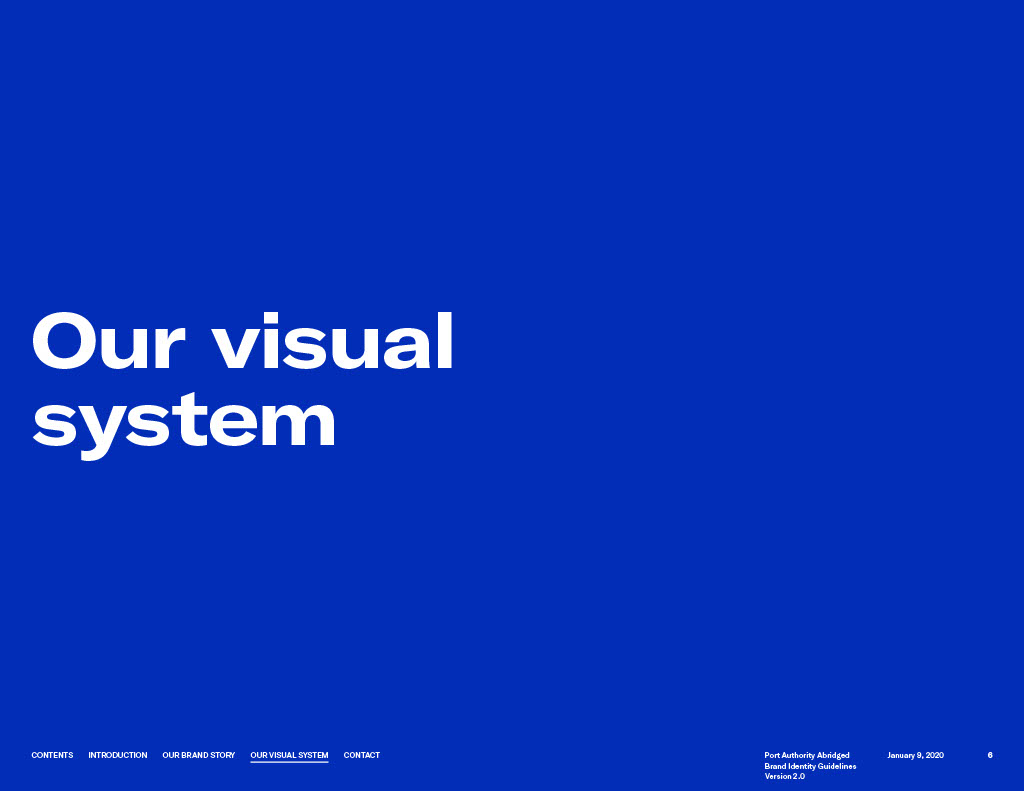 Our visual
system
CONTENTS INTRODUCTION OUR BRAND STORY OUR VISUAL SYSTEM CONTACT
Port Authority Abridged
Brand Identity Guidelines
Version 2.0
January 9, 2020
6